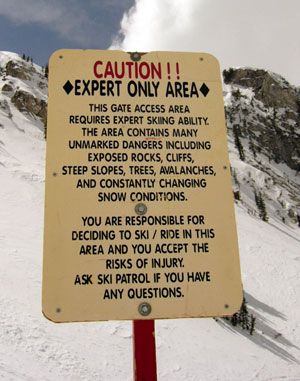 CAUTION!!
◆EXPERT ONLY AREA◆
THIS GATE ACCESS AREA
REQUIRES EXPERT SKIING ABILITY.
THE AREA CONTAINS MANY
UNMARKED DANGERS INCLUDING
EXPOSED ROCKS, CLIFFS,
STEEP SLOPES, TREES, AVALANCHES,
AND CONSTANTLY CHANGING
SNOW CONDITIONS.
YOU ARE RESPONSIBLE FOR
DECIDING TO SKI / RIDE IN THIS
AREA AND YOU ACCEPT THE
RISKS OF INJURY.
ASK SKI PATROL IF YOU HAVE
ANY QUESTIONS.